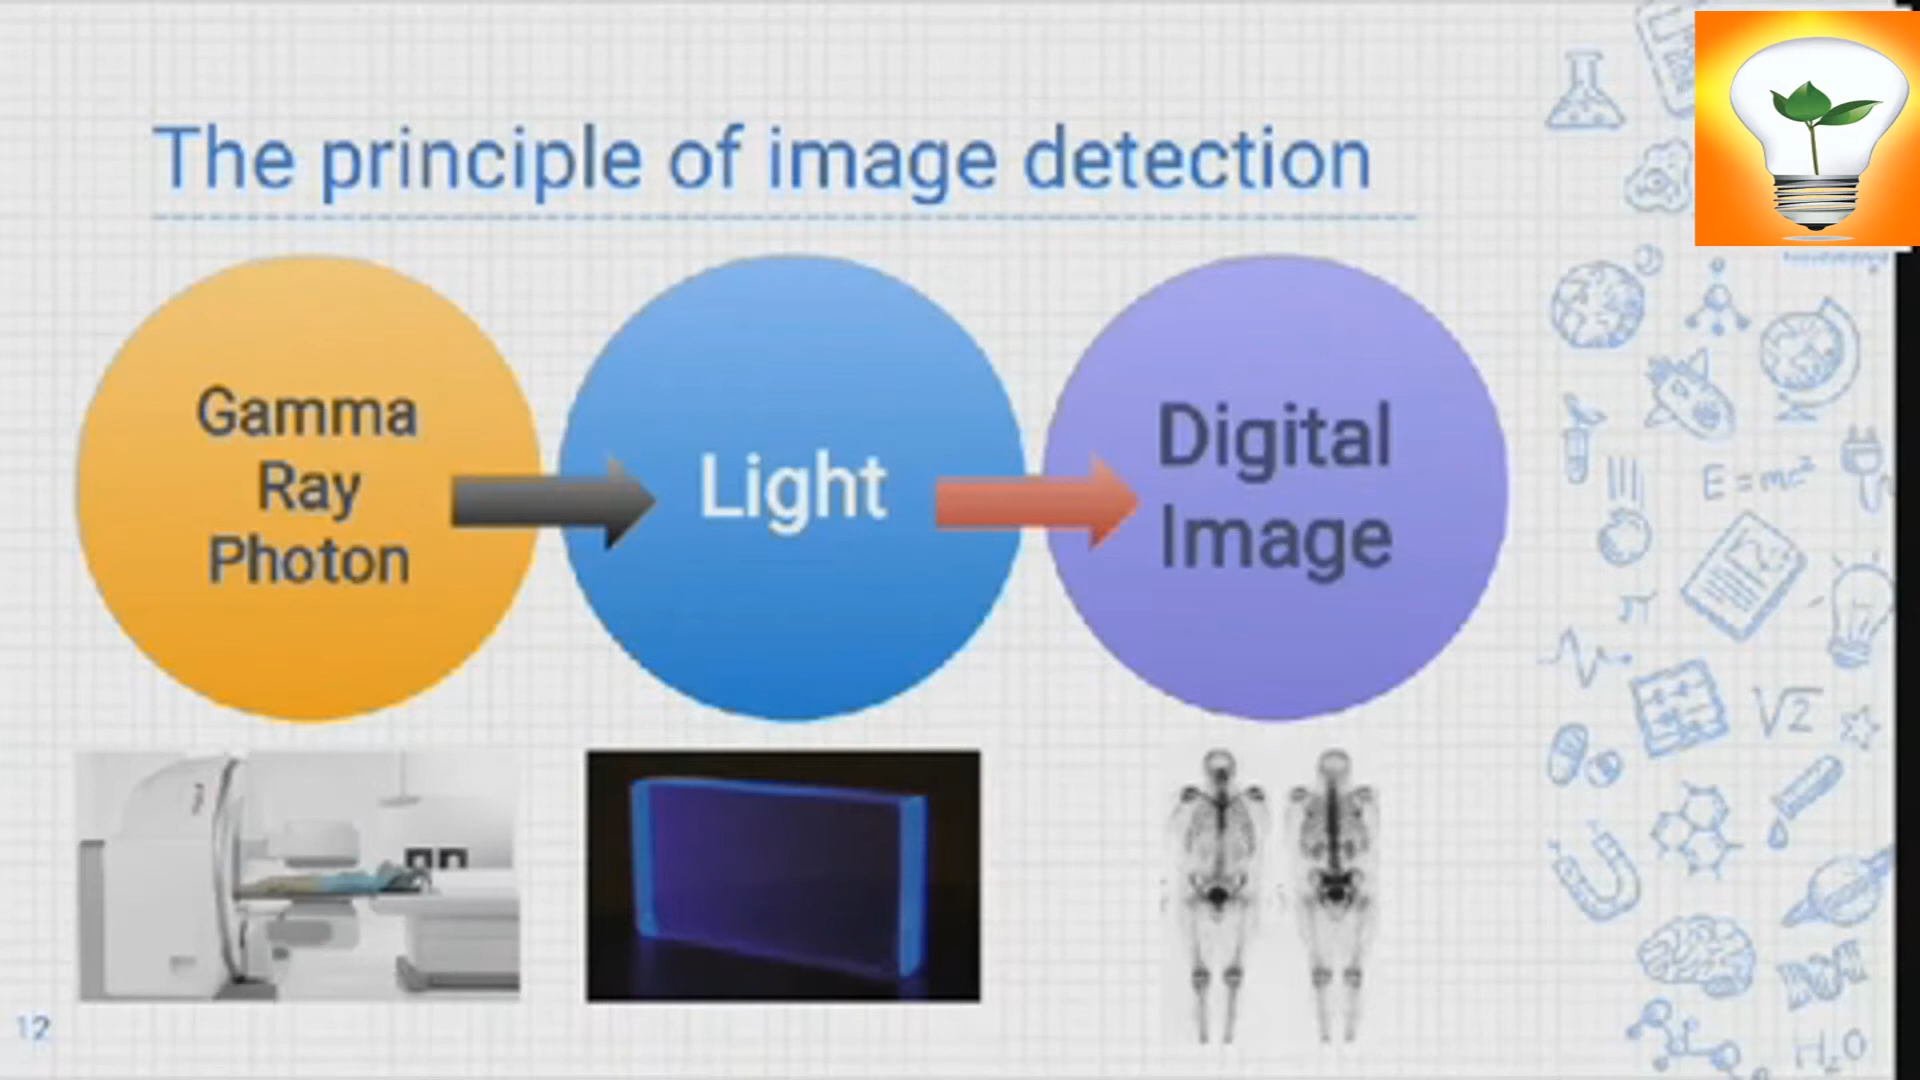 The principle of image detection
Gamma
Ray
Photon
Light
Digital
Image
E = mc²
π
√2
H₂O
12